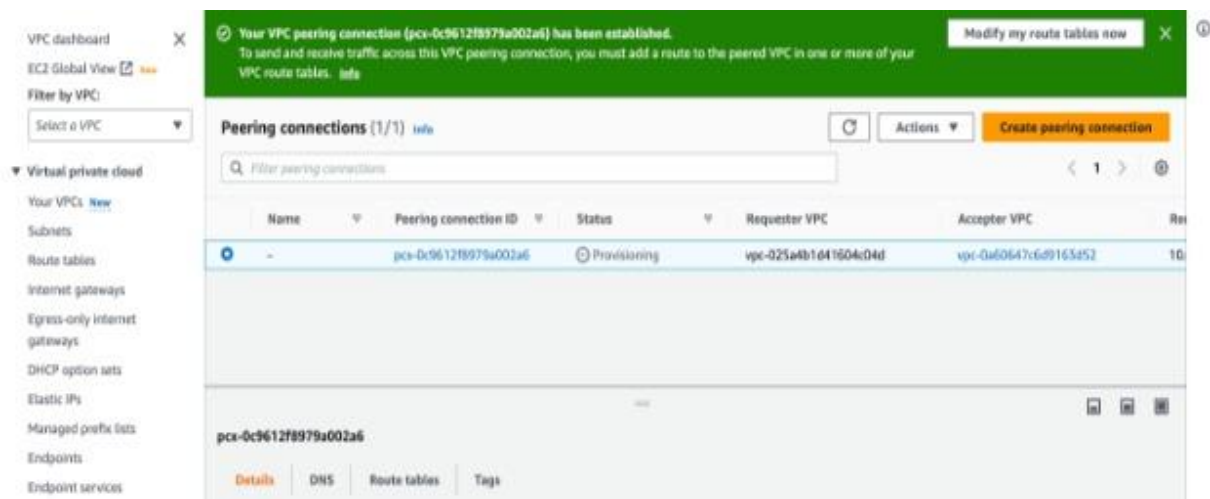 VPC dashboard
EC2 Global View New
Filter by VPC:
Select a VPC
Virtual private cloud
Your VPCs New
Subnets
Route tables
Internet gateways
Egress-only internet
gateways
DHCP option sets
Elastic IPs
Managed prefix lists
Endpoints
Endpoint services
Your VPC peering connection (pcx-0c9612f8979a002a6) has been established.
To send and receive traffic across this VPC peering connection, you must add a route to the peered VPC in one or more of your
VPC route tables. Info
Modify my route tables now
Peering connections (1/1) Info
Actions
Create peering connection
Filter peering connections
1
Name Peering connection ID Status Requester VPC Accepter VPC
- pcx-0c9612f8979a002a6 Provisioning vpc-025a4b1d41604c04d vpc-0a60647c6d9163d52 10.
pcx-0c9612f8979a002a6
Details DNS Route tables Tags